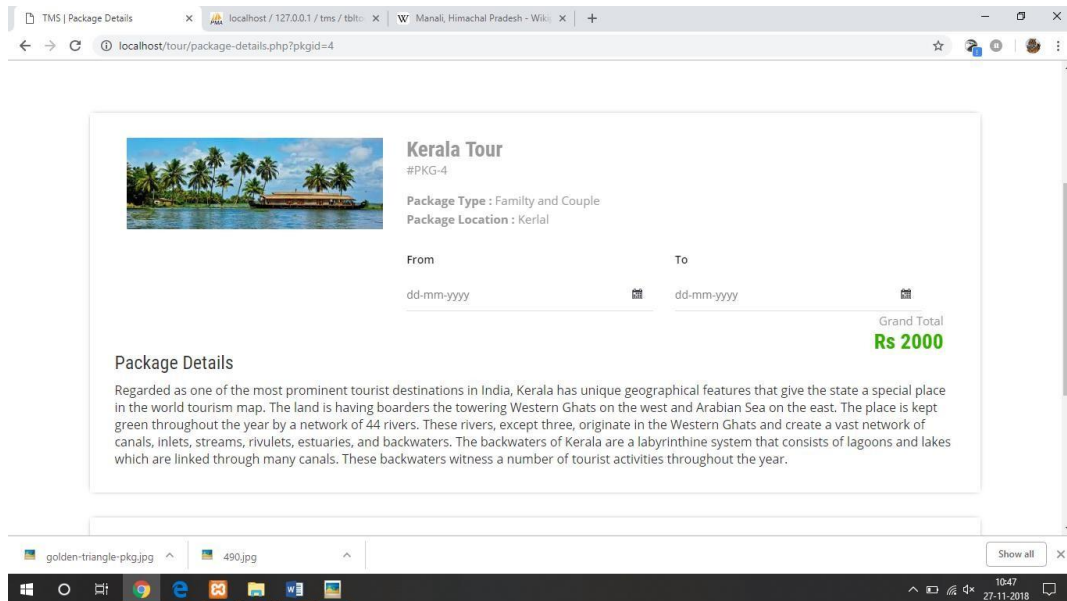 TMS | Package Details
localhost / 127.0.0.1 / tms / tblto
W Manali, Himachal Pradesh - Wiki
localhost/tour/package-details.php?pkgid=4
Kerala Tour
#PKG-4
Package Type : Familty and Couple
Package Location : Kerlal
From To
dd-mm-yyyy dd-mm-yyyy
Grand Total
Rs 2000
Package Details
Regarded as one of the most prominent tourist destinations in India, Kerala has unique geographical features that give the state a special place
in the world tourism map. The land is having boarders the towering Western Ghats on the west and Arabian Sea on the east. The place is kept
green throughout the year by a network of 44 rivers. These rivers, except three, originate in the Western Ghats and create a vast network of
canals, inlets, streams, rivulets, estuaries, and backwaters. The backwaters of Kerala are a labyrinthine system that consists of lagoons and lakes
which are linked through many canals. These backwaters witness a number of tourist activities throughout the year.
golden-triangle-pkg.jpg
490.jpg
Show all
10:47
27-11-2018